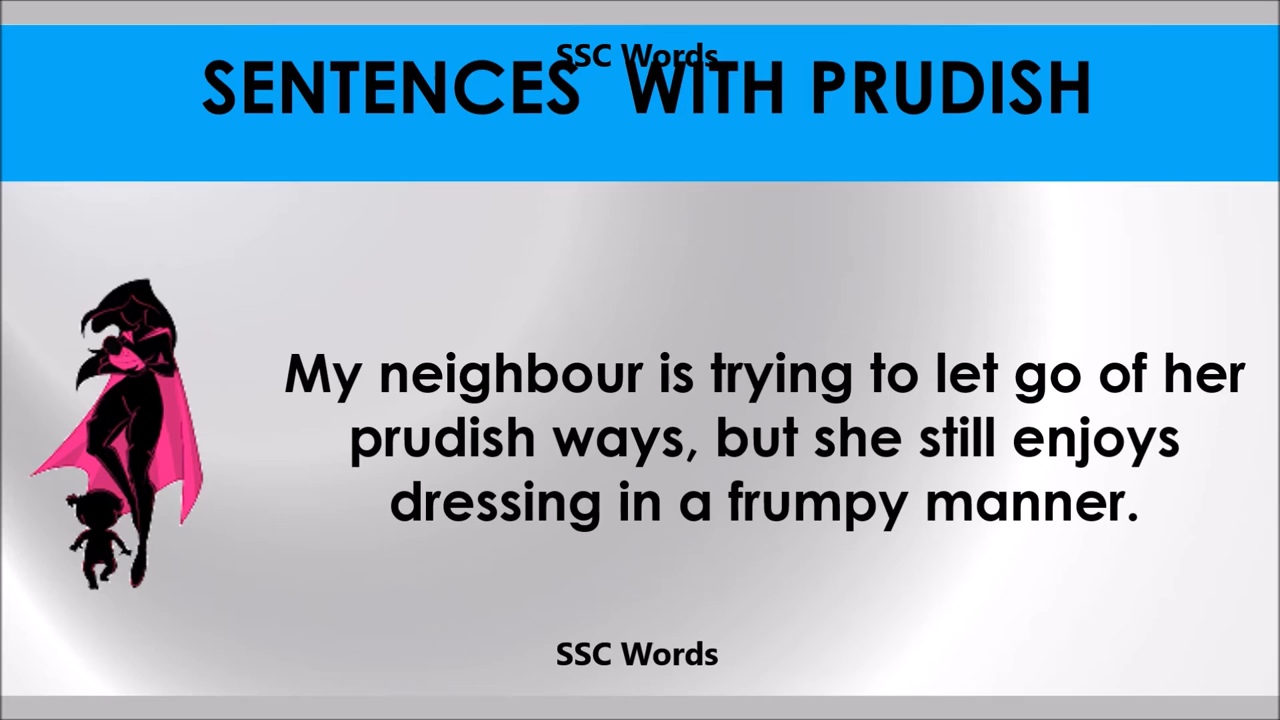 SSC Words
SENTENCES WITH PRUDISH
My neighbour is trying to let go of her
prudish ways, but she still enjoys
dressing in a frumpy manner.
SSC Words